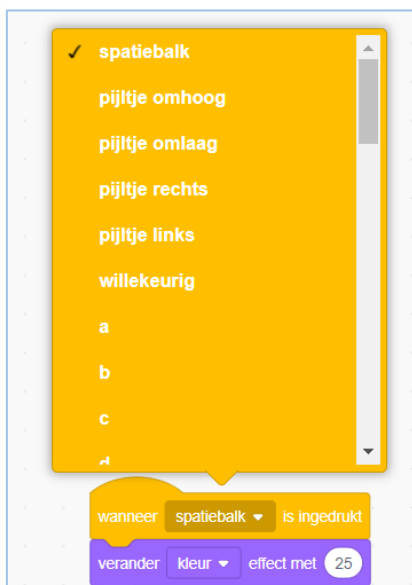 ✓ spatiebalk
pijltje omhoog
pijltje omlaag
pijltje rechts
pijltje links
willekeurig
a
b
c
d
wanneer spatiebalk is ingedrukt
verander kleur effect met 25